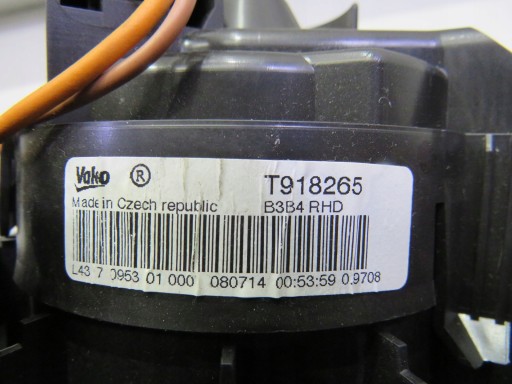 Valeo ® T918265
Made in Czech republic B3B4 RHD
L43 7 0953 01 000 080714 00:53:59 0.9708